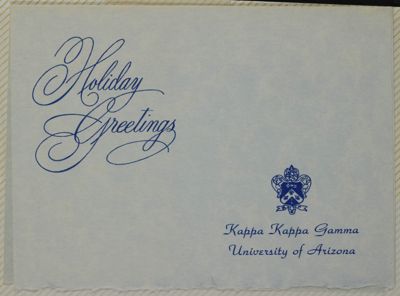 Holiday
Greetings
Kappa Kappa Gamma
University of Arizona